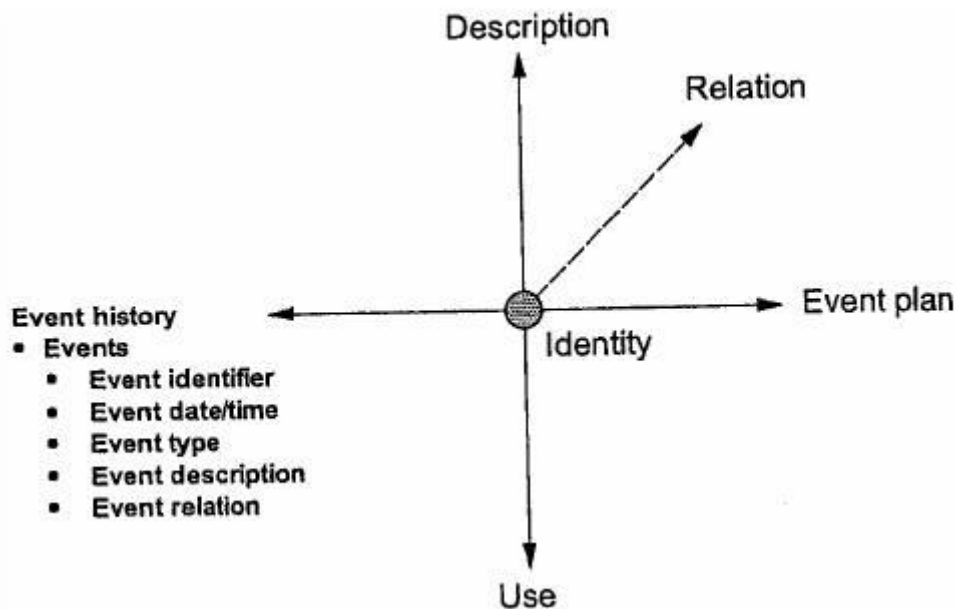 Description
Relation
Event plan
Identity
Event history
▪ Events
▪ Event identifier
▪ Event date/time
▪ Event type
▪ Event description
▪ Event relation
Use